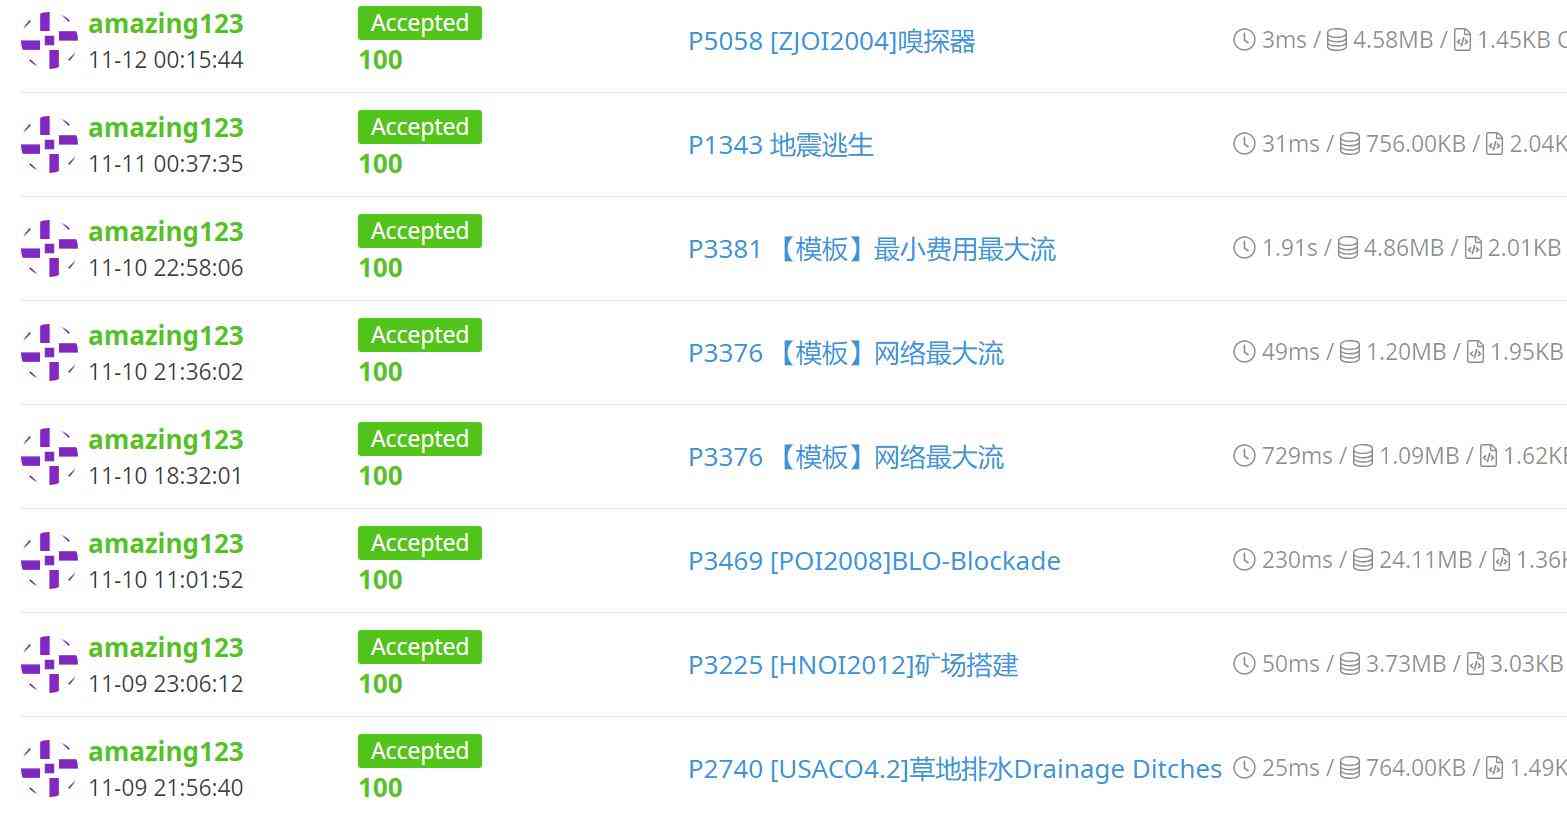 amazing123
11-12 00:15:44
Accepted
100
P5058 [ZJOI2004]嗅探器
3ms / 4.58MB / 1.45KB
amazing123
11-11 00:37:35
Accepted
100
P1343 地震逃生
31ms / 756.00KB / 2.04K
amazing123
11-10 22:58:06
Accepted
100
P3381 【模板】最小费用最大流
1.91s / 4.86MB / 2.01KB
amazing123
11-10 21:36:02
Accepted
100
P3376 【模板】网络最大流
49ms / 1.20MB / 1.95KB
amazing123
11-10 18:32:01
Accepted
100
P3376 【模板】网络最大流
729ms / 1.09MB / 1.62KB
amazing123
11-10 11:01:52
Accepted
100
P3469 [POI2008]BLO-Blockade
230ms / 24.11MB / 1.36K
amazing123
11-09 23:06:12
Accepted
100
P3225 [HNOI2012]矿场搭建
50ms / 3.73MB / 3.03KB
amazing123
11-09 21:56:40
Accepted
100
P2740 [USACO4.2]草地排水Drainage Ditches
25ms / 764.00KB / 1.49K